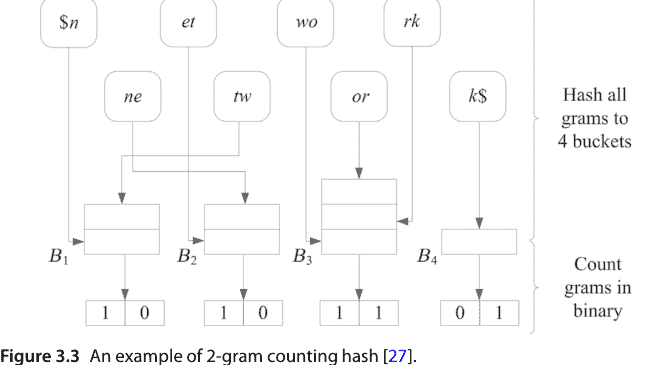 $n et wo rk
ne tw or k$
Hash all
grams to
4 buckets
B1 B2 B3 B4
Count
grams in
binary
1 0 1 0 1 1 0 1
Figure 3.3 An example of 2-gram counting hash [27].